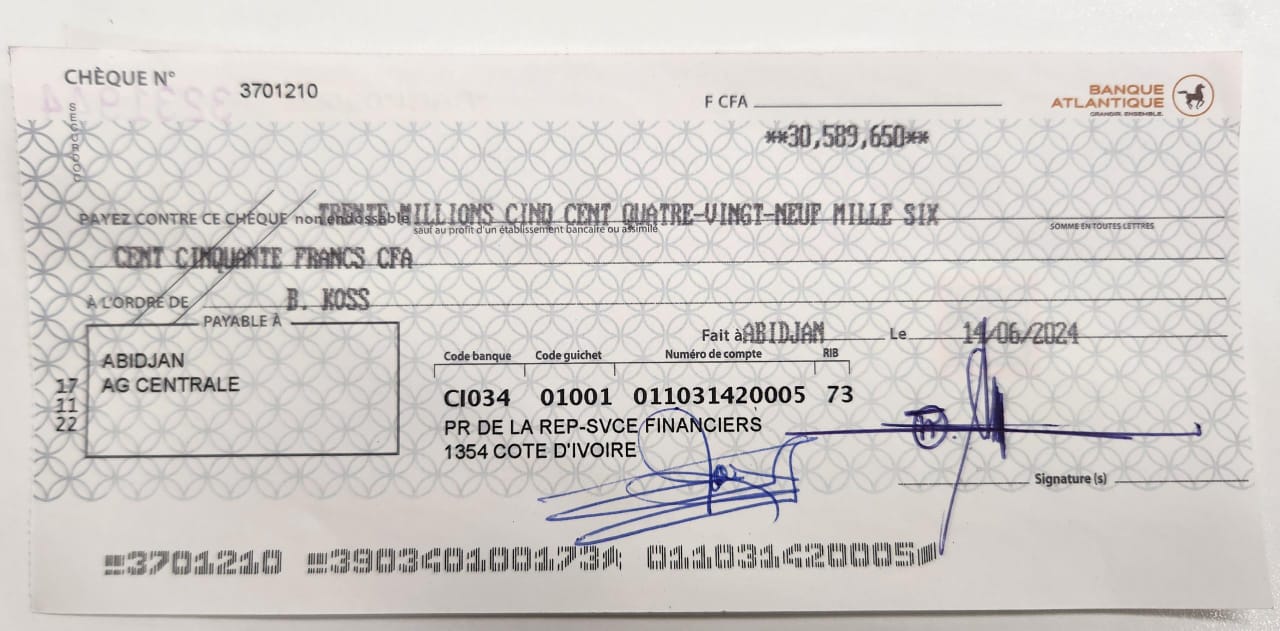 CHÈQUE N° 3701210
F CFA **30,589,650**
BANQUE
ATLANTIQUE
GRANDIR. ENSEMBLE.
SECURDOC
PAYEZ CONTRE CE CHÈQUE non endossable TRENTE MILLIONS CINQ CENT QUATRE-VINGT-NEUF MILLE SIX
sauf au profit d'un établissement bancaire ou assimilé
SOMME EN TOUTES LETTRES
CENT CINQUANTE FRANCS CFA
À L'ORDRE DE B. KOSS
PAYABLE À
ABIDJAN
AG CENTRALE
17
11
22
Fait à ABIDJAN Le 14/06/2024
Code banque Code guichet Numéro de compte RIB
CI034 01001 011031420005 73
PR DE LA REP-SVCE FINANCIERS
1354 COTE D'IVOIRE
Signature (s)
3701210 390340100173 011031420005